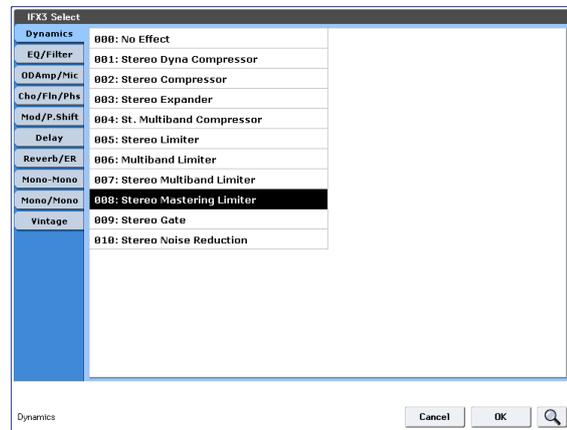 IFX3 Select
Dynamics
EQ/Filter
ODAmp/Mic
Cho/Fln/Phs
Mod/P.Shift
Delay
Reverb/ER
Mono-Mono
Mono/Mono
Vintage
000: No Effect
001: Stereo Dyna Compressor
002: Stereo Compressor
003: Stereo Expander
004: St. Multiband Compressor
005: Stereo Limiter
006: Multiband Limiter
007: Stereo Multiband Limiter
008: Stereo Mastering Limiter
009: Stereo Gate
010: Stereo Noise Reduction
Dynamics
Cancel
OK